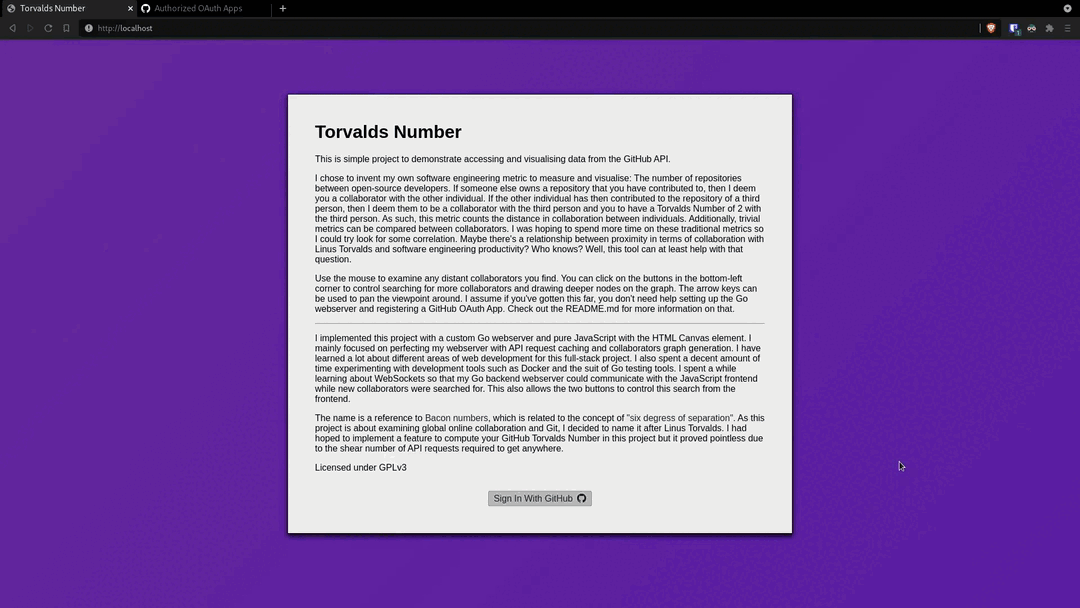 Torvalds Number
Authorized OAuth Apps
http://localhost
1
Torvalds Number
This is simple project to demonstrate accessing and visualising data from the GitHub API.
I chose to invent my own software engineering metric to measure and visualise: The number of repositories
between open-source developers. If someone else owns a repository that you have contributed to, then I deem
you a collaborator with the other individual. If the other individual has then contributed to the repository of a third
person, then I deem them to be a collaborator with the third person and you to have a Torvalds Number of 2 with
the third person. As such, this metric counts the distance in collaboration between individuals. Additionally, trivial
metrics can be compared between collaborators. I was hoping to spend more time on these traditional metrics so
I could try look for some correlation. Maybe there's a relationship between proximity in terms of collaboration with
Linus Torvalds and software engineering productivity? Who knows? Well, this tool can at least help with that
question.
Use the mouse to examine any distant collaborators you find. You can click on the buttons in the bottom-left
corner to control searching for more collaborators and drawing deeper nodes on the graph. The arrow keys can
be used to pan the viewpoint around. I assume if you've gotten this far, you don't need help setting up the Go
webserver and registering a GitHub OAuth App. Check out the README.md for more information on that.
I implemented this project with a custom Go webserver and pure JavaScript with the HTML Canvas element. I
mainly focused on perfecting my webserver with API request caching and collaborators graph generation. I have
learned a lot about different areas of web development for this full-stack project. I also spent a decent amount of
time experimenting with development tools such as Docker and the suit of Go testing tools. I spent a while
learning about WebSockets so that my Go backend webserver could communicate with the JavaScript frontend
while new collaborators were searched for. This also allows the two buttons to control this search from the
frontend.
The name is a reference to Bacon numbers, which is related to the concept of "six degress of separation". As this
project is about examining global online collaboration and Git, I decided to name it after Linus Torvalds. I had
hoped to implement a feature to compute your GitHub Torvalds Number in this project but it proved pointless due
to the shear number of API requests required to get anywhere.
Licensed under GPLv3
Sign In With GitHub